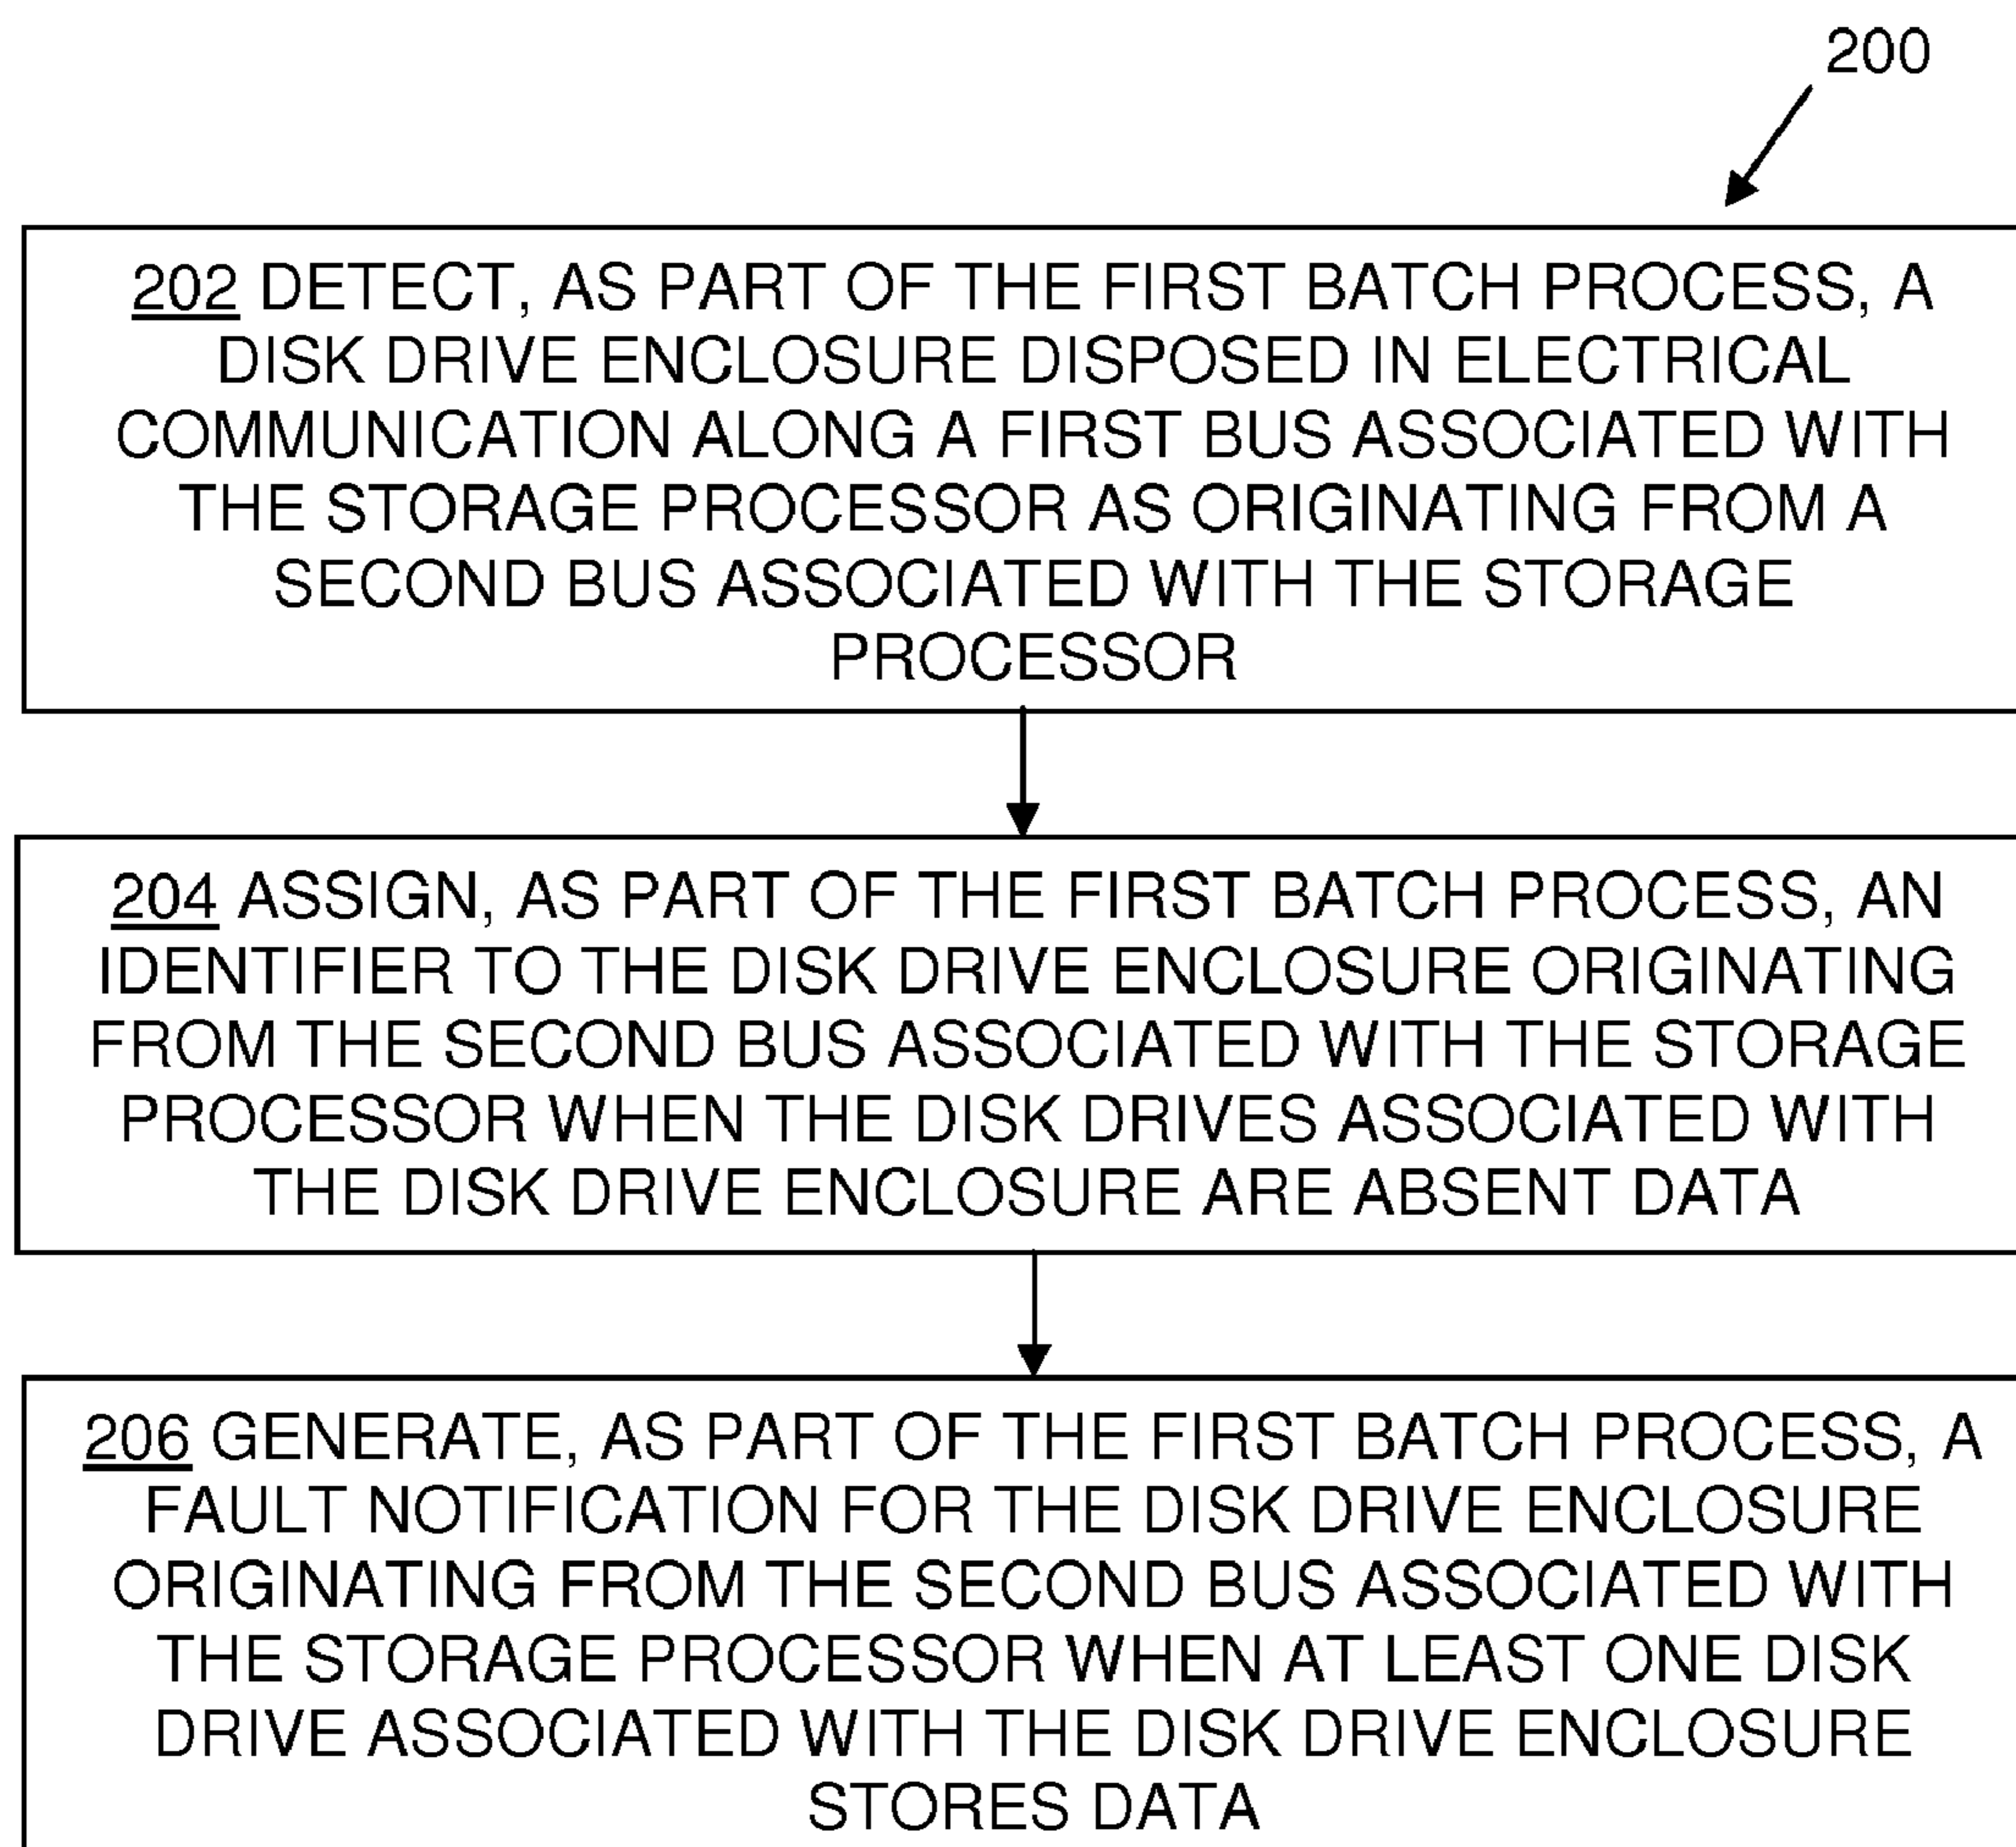 200
202 DETECT, AS PART OF THE FIRST BATCH PROCESS, A
DISK DRIVE ENCLOSURE DISPOSED IN ELECTRICAL
COMMUNICATION ALONG A FIRST BUS ASSOCIATED WITH
THE STORAGE PROCESSOR AS ORIGINATING FROM A
SECOND BUS ASSOCIATED WITH THE STORAGE
PROCESSOR
204 ASSIGN, AS PART OF THE FIRST BATCH PROCESS, AN
IDENTIFIER TO THE DISK DRIVE ENCLOSURE ORIGINATING
FROM THE SECOND BUS ASSOCIATED WITH THE STORAGE
PROCESSOR WHEN THE DISK DRIVES ASSOCIATED WITH
THE DISK DRIVE ENCLOSURE ARE ABSENT DATA
206 GENERATE, AS PART OF THE FIRST BATCH PROCESS, A
FAULT NOTIFICATION FOR THE DISK DRIVE ENCLOSURE
ORIGINATING FROM THE SECOND BUS ASSOCIATED WITH
THE STORAGE PROCESSOR WHEN AT LEAST ONE DISK
DRIVE ASSOCIATED WITH THE DISK DRIVE ENCLOSURE
STORES DATA